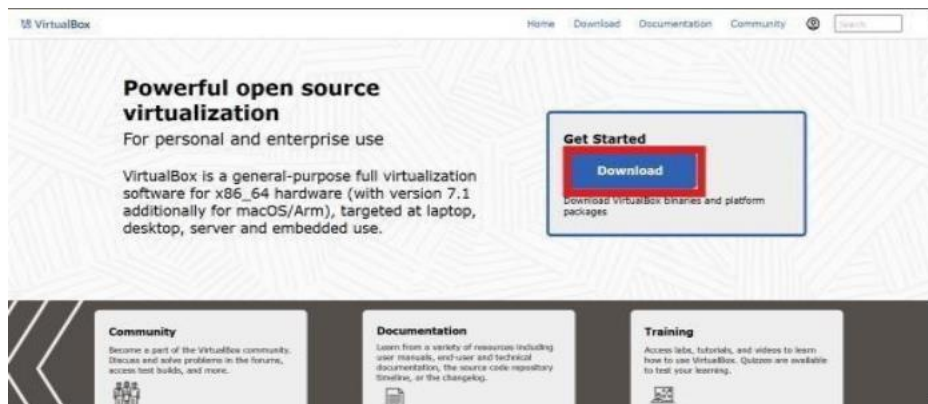 VirtualBox
Home Download Documentation Community Search
Powerful open source
virtualization
For personal and enterprise use
VirtualBox is a general-purpose full virtualization
software for x86_64 hardware (with version 7.1
additionally for macOS/Arm), targeted at laptop,
desktop, server and embedded use.
Get Started
Download
Download VirtualBox binaries and platform
packages
Community
Become a part of the VirtualBox community.
Discuss and solve problems in the forums,
access test builds, and more.
Documentation
Learn from a variety of resources including
user manuals, end-user and technical
documentation, the source code repository
timeline, or the changelog.
Training
Access labs, tutorials, and videos to learn
how to use VirtualBox. Quizzes are available
to test your learning.